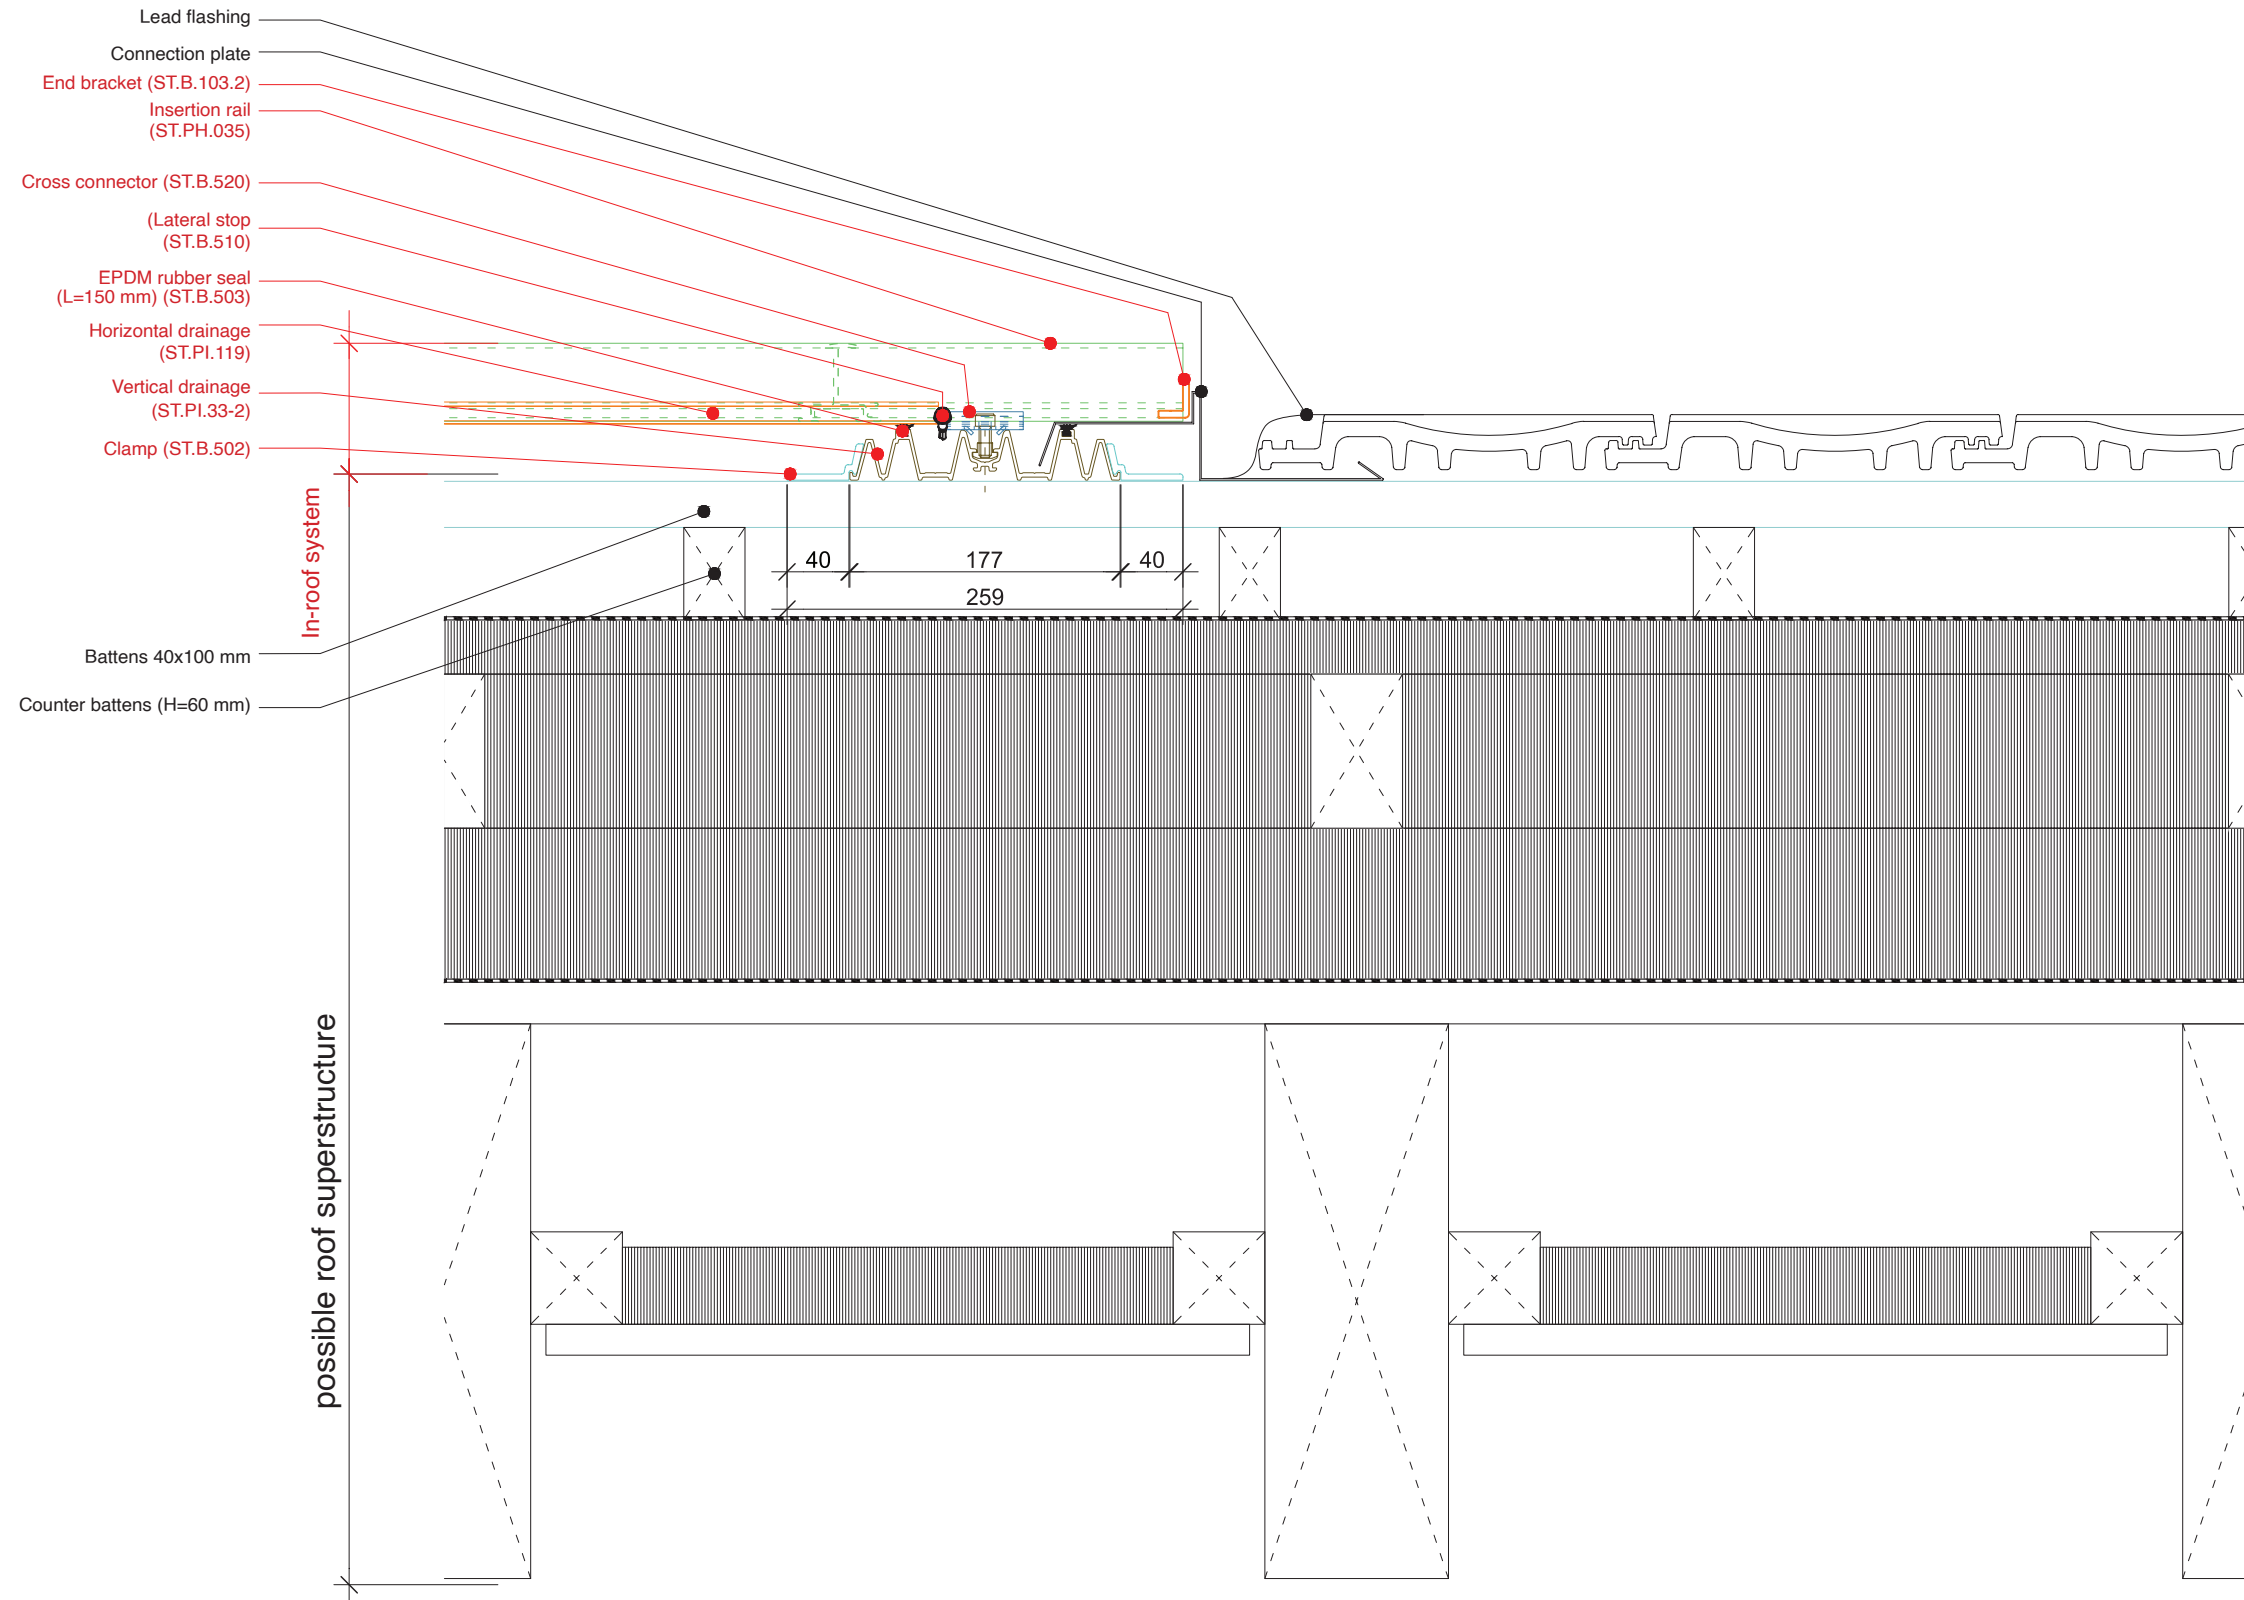 Lead flashing
Connection plate
End bracket (ST.B.103.2)
Insertion rail
(ST.PH.035)
Cross connector (ST.B.520)
(Lateral stop
(ST.B.510)
EPDM rubber seal
(L=150 mm) (ST.B.503)
Horizontal drainage
(ST.PI.119)
Vertical drainage
(ST.PI.33-2)
Clamp (ST.B.502)
In-roof system
40
177
40
259
Battens 40x100 mm
Counter battens (H=60 mm)
possible roof superstructure